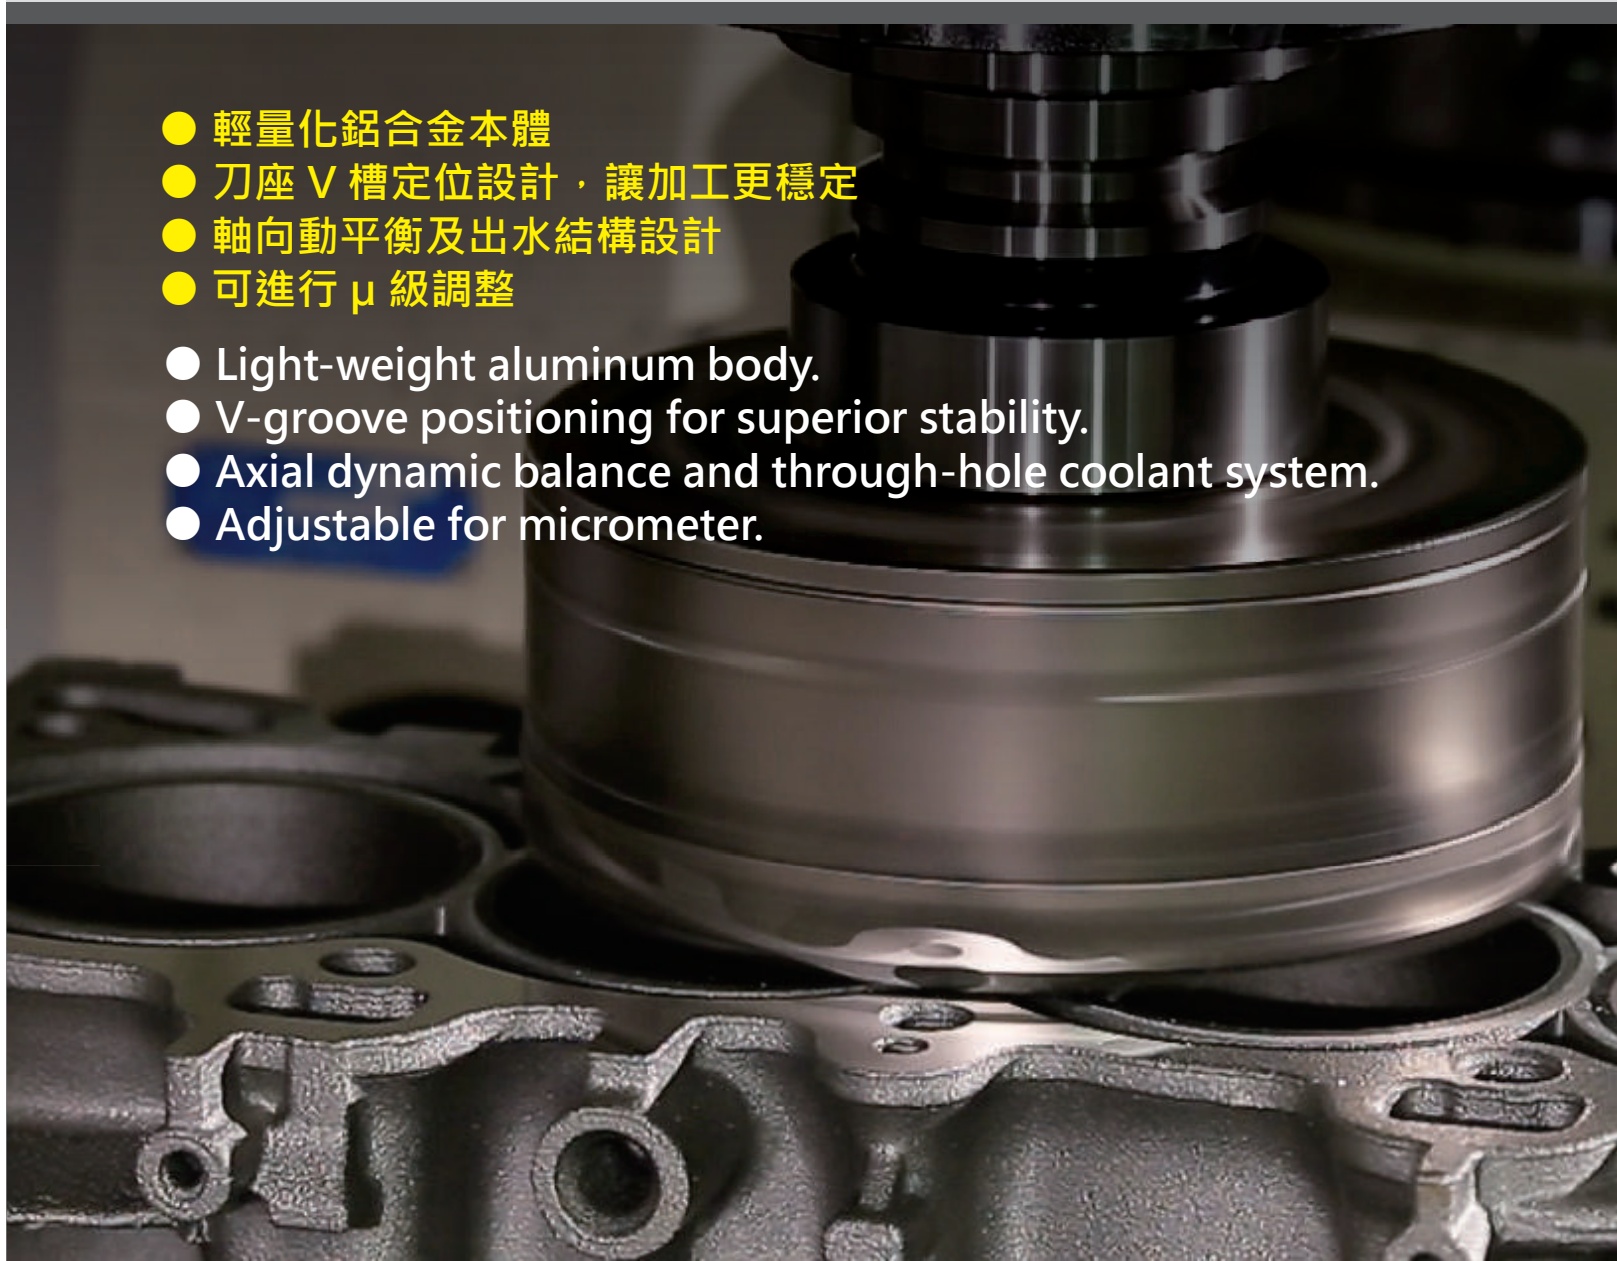 ● 輕量化鋁合金本體
● 刀座 V 槽定位設計，讓加工更穩定
● 軸向動平衡及出水結構設計
● 可進行 μ 級調整
● Light-weight aluminum body.
● V-groove positioning for superior stability.
● Axial dynamic balance and through-hole coolant system.
● Adjustable for micrometer.